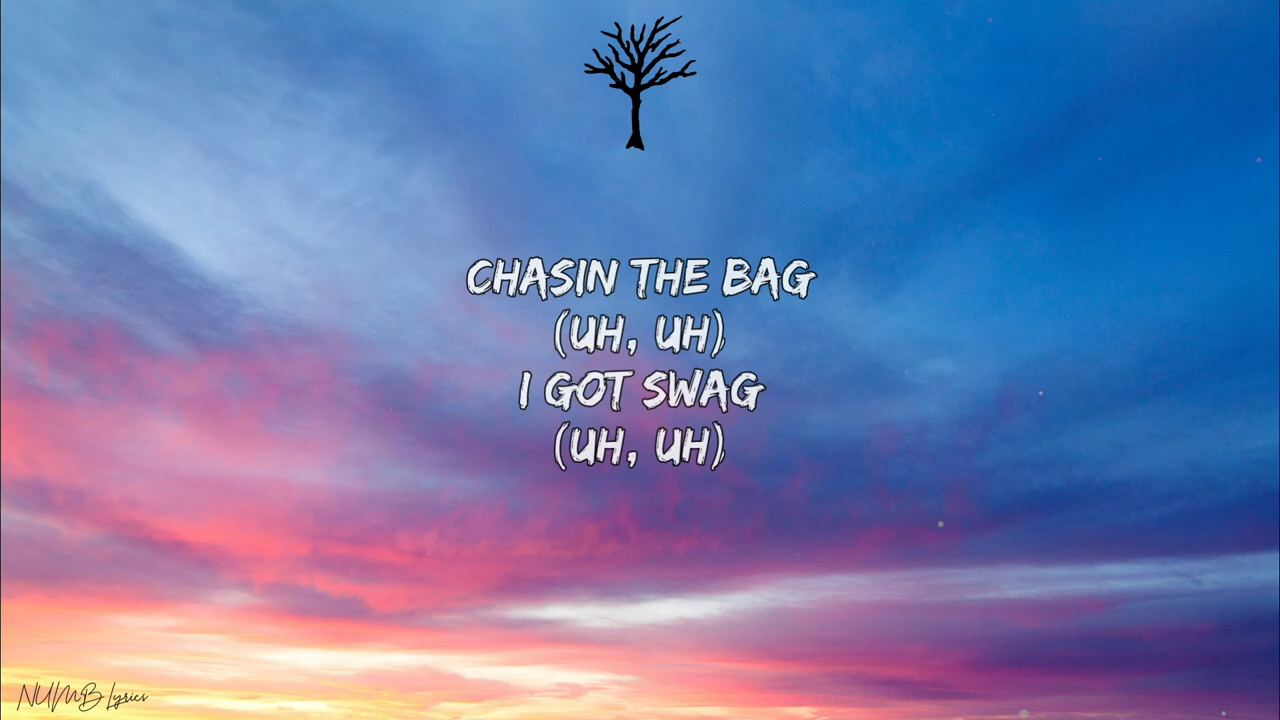 CHASIN THE BAG
(UH, UH)
I GOT SWAG
(UH, UH)
NUMB Lyrics